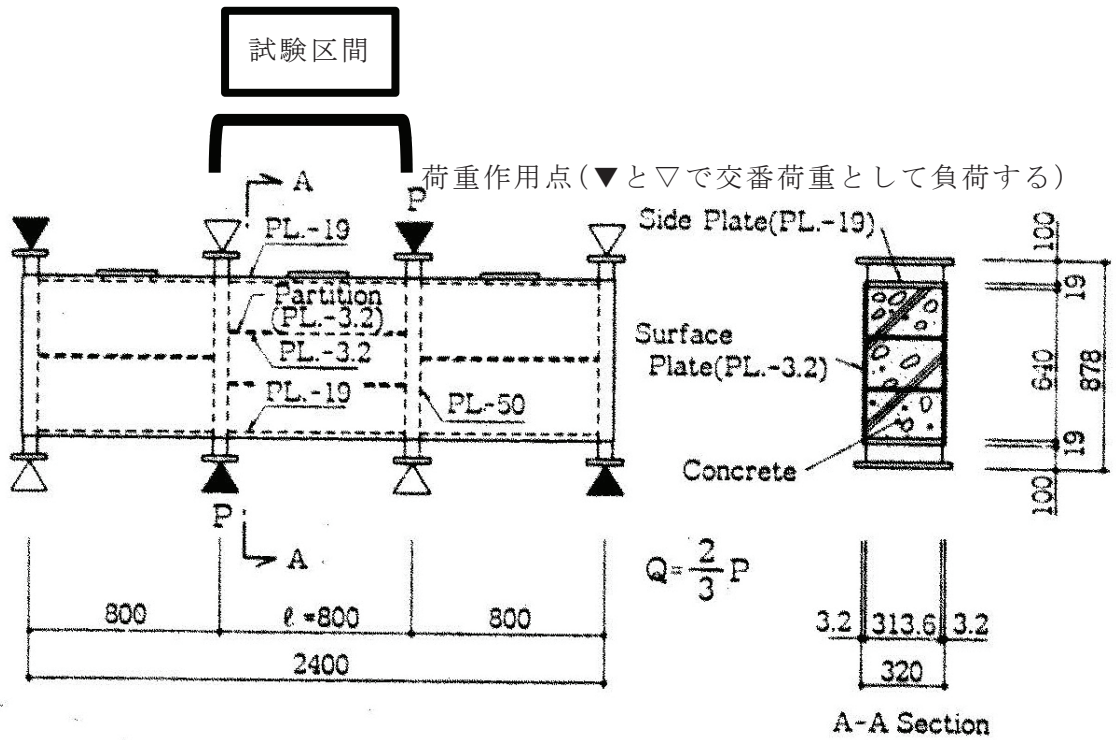 試験区間
荷重作用点(▼と▽で交番荷重として負荷する)
A
P
PL.-19
Partition
(PL.-3.2)
PL.-3.2
PL.-19
PL-50
P
A
800
ℓ=800
800
2400
Side Plate(PL.-19)
Surface
Plate(PL.-3.2)
Concrete
100
19
640
878
19
100
Q=2/3 P
3.2
313.6
3.2
320
A-A Section